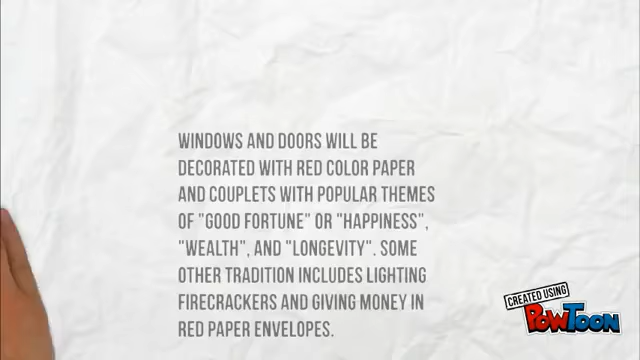 WINDOWS AND DOORS WILL BE
DECORATED WITH RED COLOR PAPER
AND COUPLETS WITH POPULAR THEMES
OF "GOOD FORTUNE" OR "HAPPINESS",
"WEALTH", AND "LONGEVITY". SOME
OTHER TRADITION INCLUDES LIGHTING
FIRECRACKERS AND GIVING MONEY IN
RED PAPER ENVELOPES.
CREATED USING
POWTOON